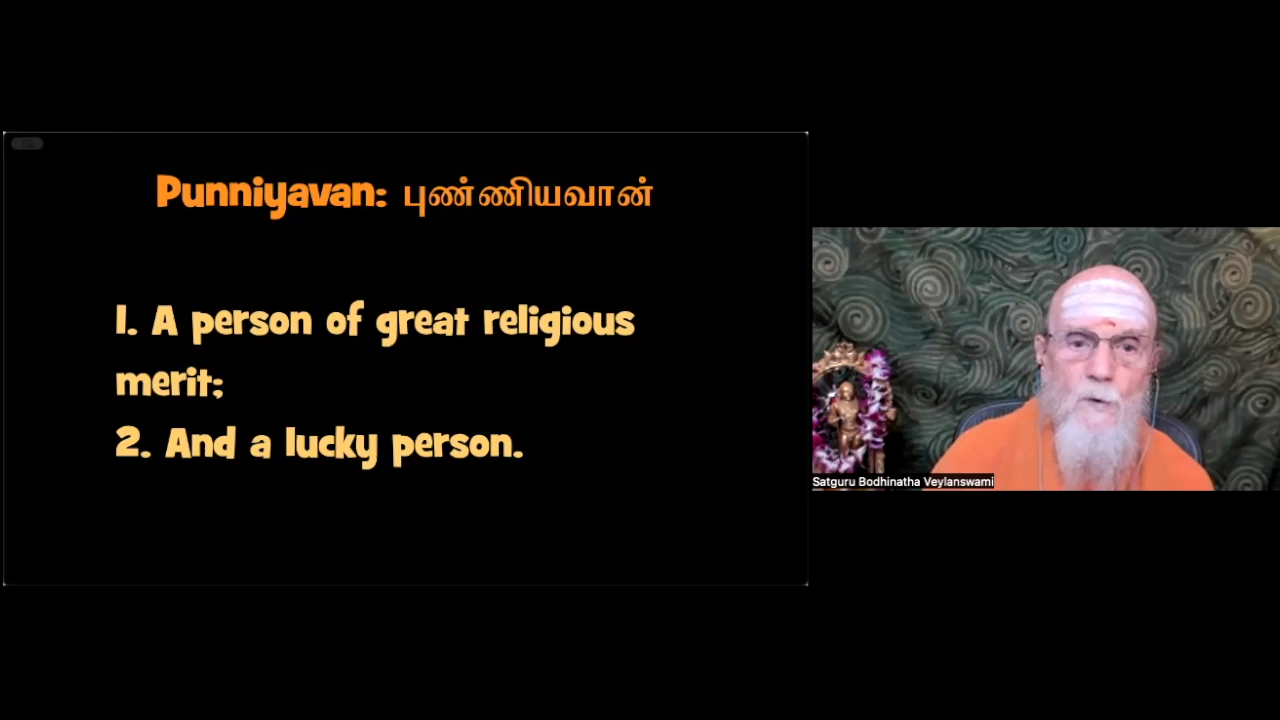 Punniyavan: புண்ணியவான்
1. A person of great religious
merit;
2. And a lucky person.
Satguru Bodhinatha Veylanswami